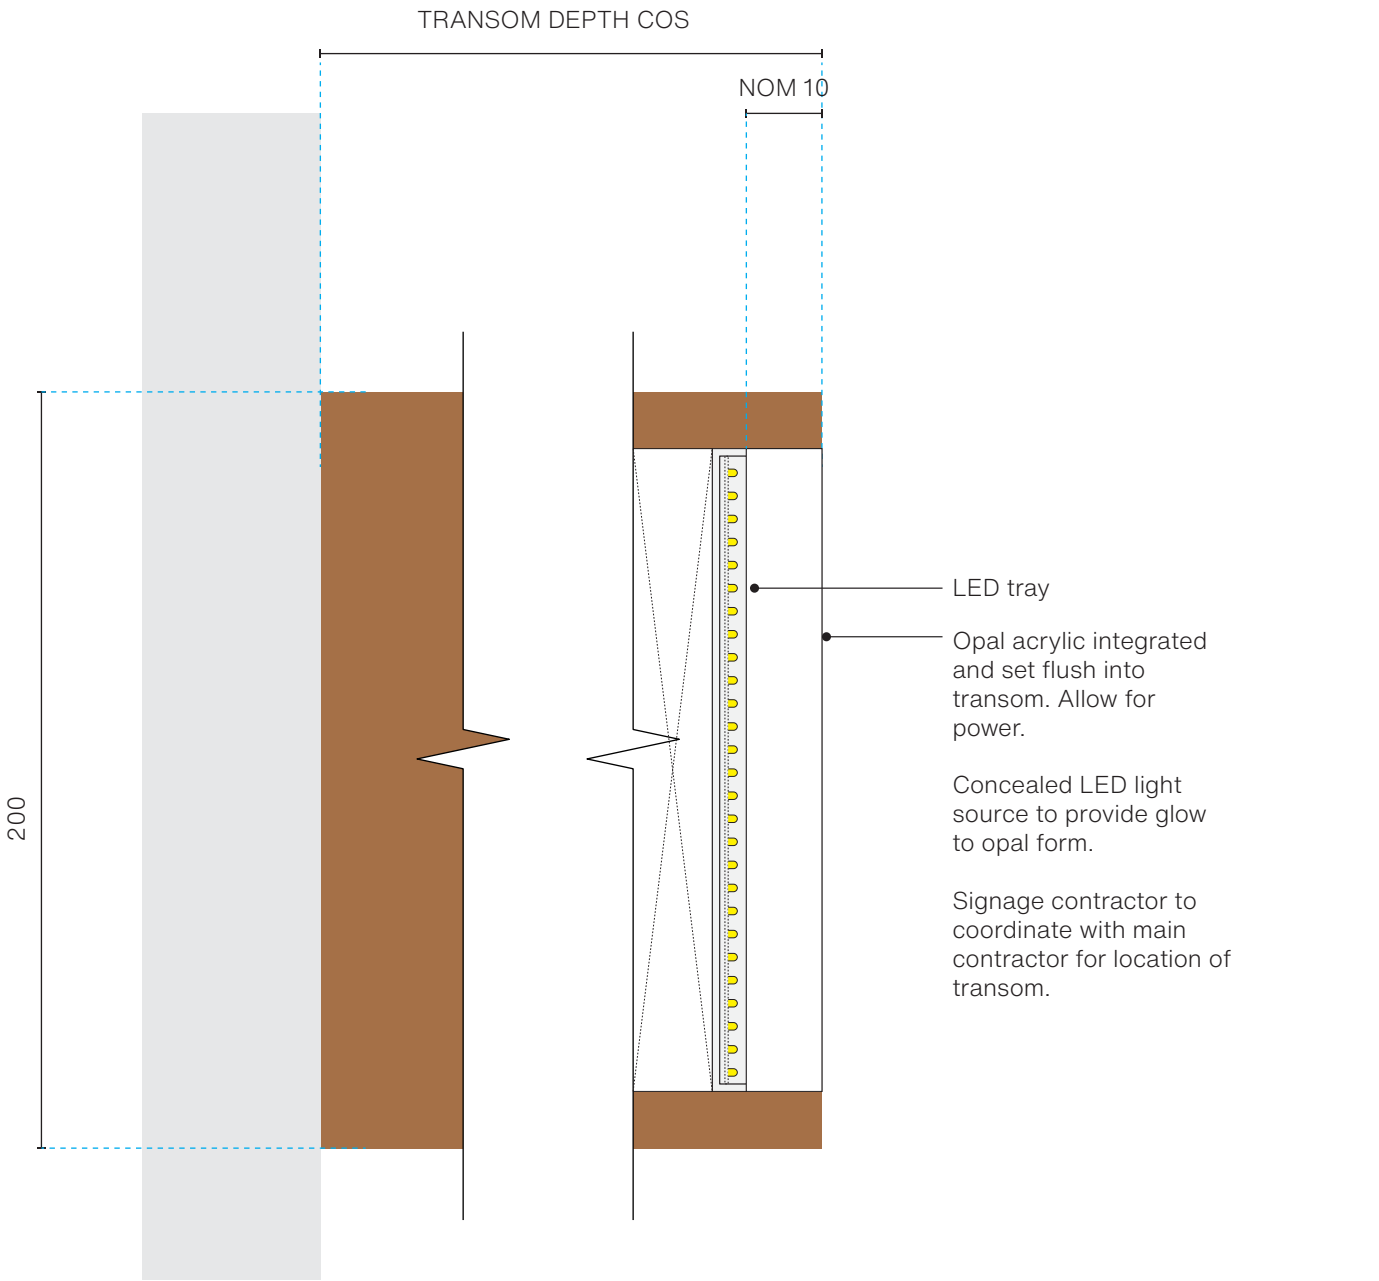 TRANSOM DEPTH COS
NOM 10
LED tray
Opal acrylic integrated
and set flush into
transom. Allow for
power.
Concealed LED light
source to provide glow
to opal form.
Signage contractor to
coordinate with main
contractor for location of
transom.
200